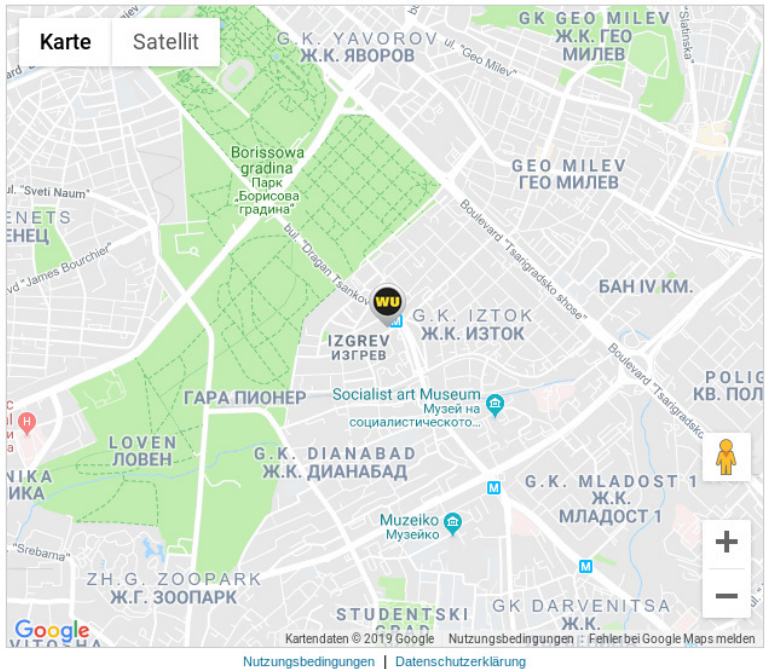 Karte
Satellit
G.K. YAVOROV
Ж.К. ЯВОРОВ
GK GEO MILEV
Ж.К. ГЕО
МИЛЕВ
ul. "Geo Milev"
"Slatinska"
Borissowa
gradina
Парк
„Борисова
градина“
GEO MILEV
ГЕО МИЛЕВ
ul. "Sveti Naum"
ENETS
ЕНЕЦ
vd "James Bourchier"
bul. "Dragan Tsankov
Boulevard "Tsarigradsko shose"
БАН IV КМ.
WU
M
G.K. IZTOK
Ж.К. ИЗТОК
IZGREV
ИЗГРЕВ
Boulevard "Tsarigradsko
POLIG
КВ. ПОЛ
ГАРА ПИОНЕР
Socialist art Museum
Музей на
социалистическото...
H
LOVEN
ЛОВЕН
G.K. DIANABAD
Ж.К. ДИАНАБАД
NIKA
ИКА
M
G.K. MLADOST 1
Ж.К.
МЛАДОСТ 1
Muzeiko
Музейко
"Srebarna"
M
ZH.G. ZOOPARK
Ж.Г. ЗООПАРК
STUDENTSKI
GRAD
GK DARVENITSA
Ж.К.
VITOSHA
Google
Kartendaten © 2019 Google
Nutzungsbedingungen
Fehler bei Google Maps melden
Nutzungsbedingungen | Datenschutzerklärung